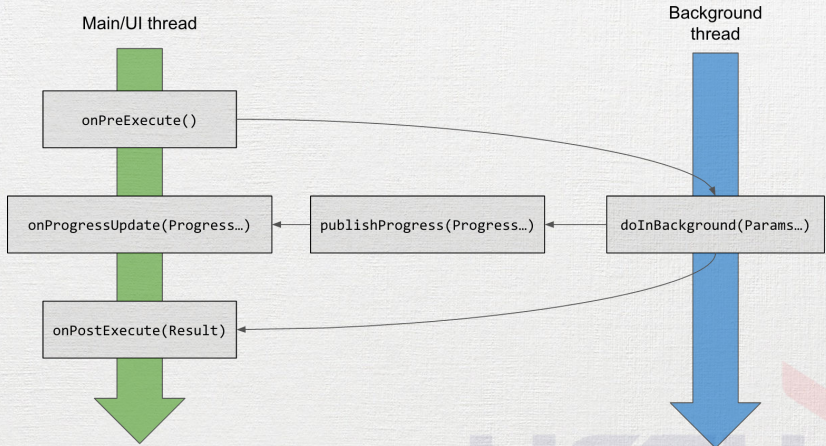 Main/UI thread
Background
thread
onPreExecute()
onProgressUpdate(Progress…)
publishProgress(Progress…)
doInBackground(Params…)
onPostExecute(Result)